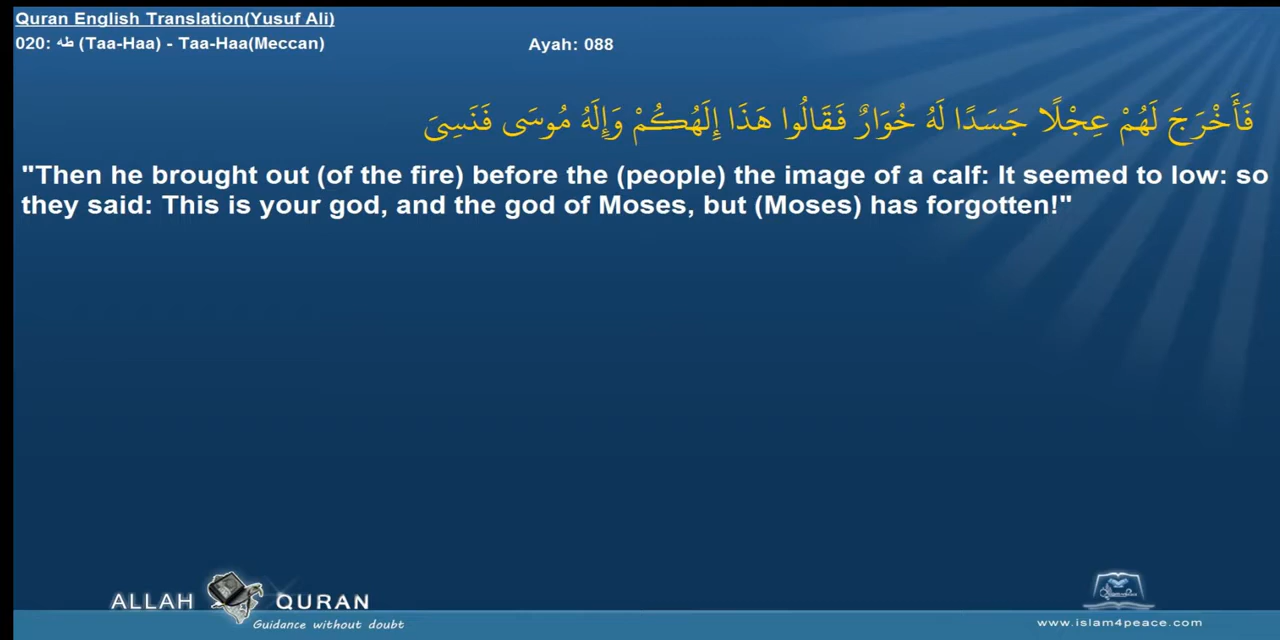 Quran English Translation(Yusuf Ali)
020: طه (Taa-Haa) - Taa-Haa(Meccan)
Ayah: 088
فَأَخْرَجَ لَهُمْ عِجْلًا جَسَدًا لَهُ خُوَارٌ فَقَالُوا هَذَا إِلَهُكُمْ وَإِلَهُ مُوسَى فَنَسِيَ
"Then he brought out (of the fire) before the (people) the image of a calf: It seemed to low: so
they said: This is your god, and the god of Moses, but (Moses) has forgotten!"
ALLAH QURAN
Guidance without doubt
www.islam4peace.com